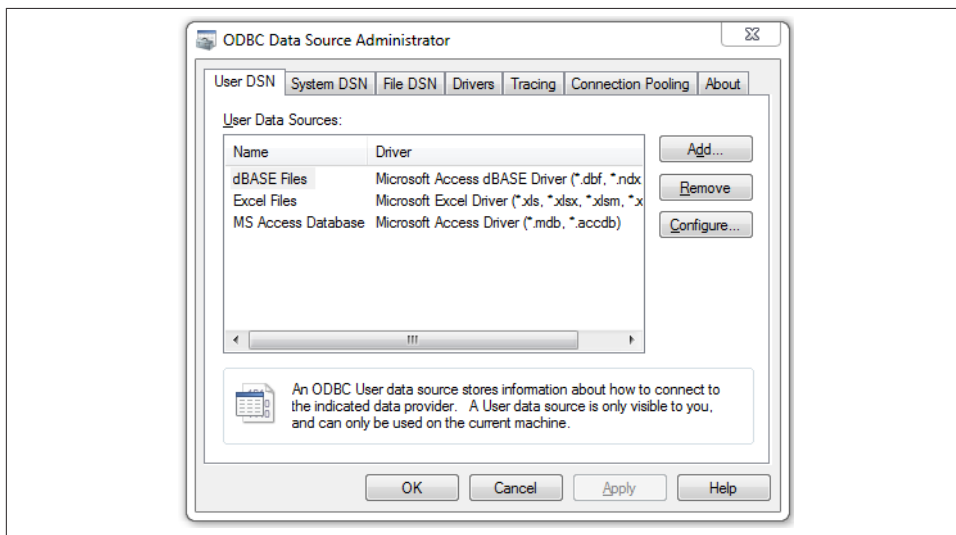 ODBC Data Source Administrator
User DSN System DSN File DSN Drivers Tracing Connection Pooling About
User Data Sources:
Name Driver
dBASE Files Microsoft Access dBASE Driver (*.dbf, *.ndx
Excel Files Microsoft Excel Driver (*.xls, *.xlsx, *.xlsm, *.x
MS Access Database Microsoft Access Driver (*.mdb, *.accdb)
Add...
Remove
Configure...
An ODBC User data source stores information about how to connect to
the indicated data provider. A User data source is only visible to you,
and can only be used on the current machine.
OK Cancel Apply Help